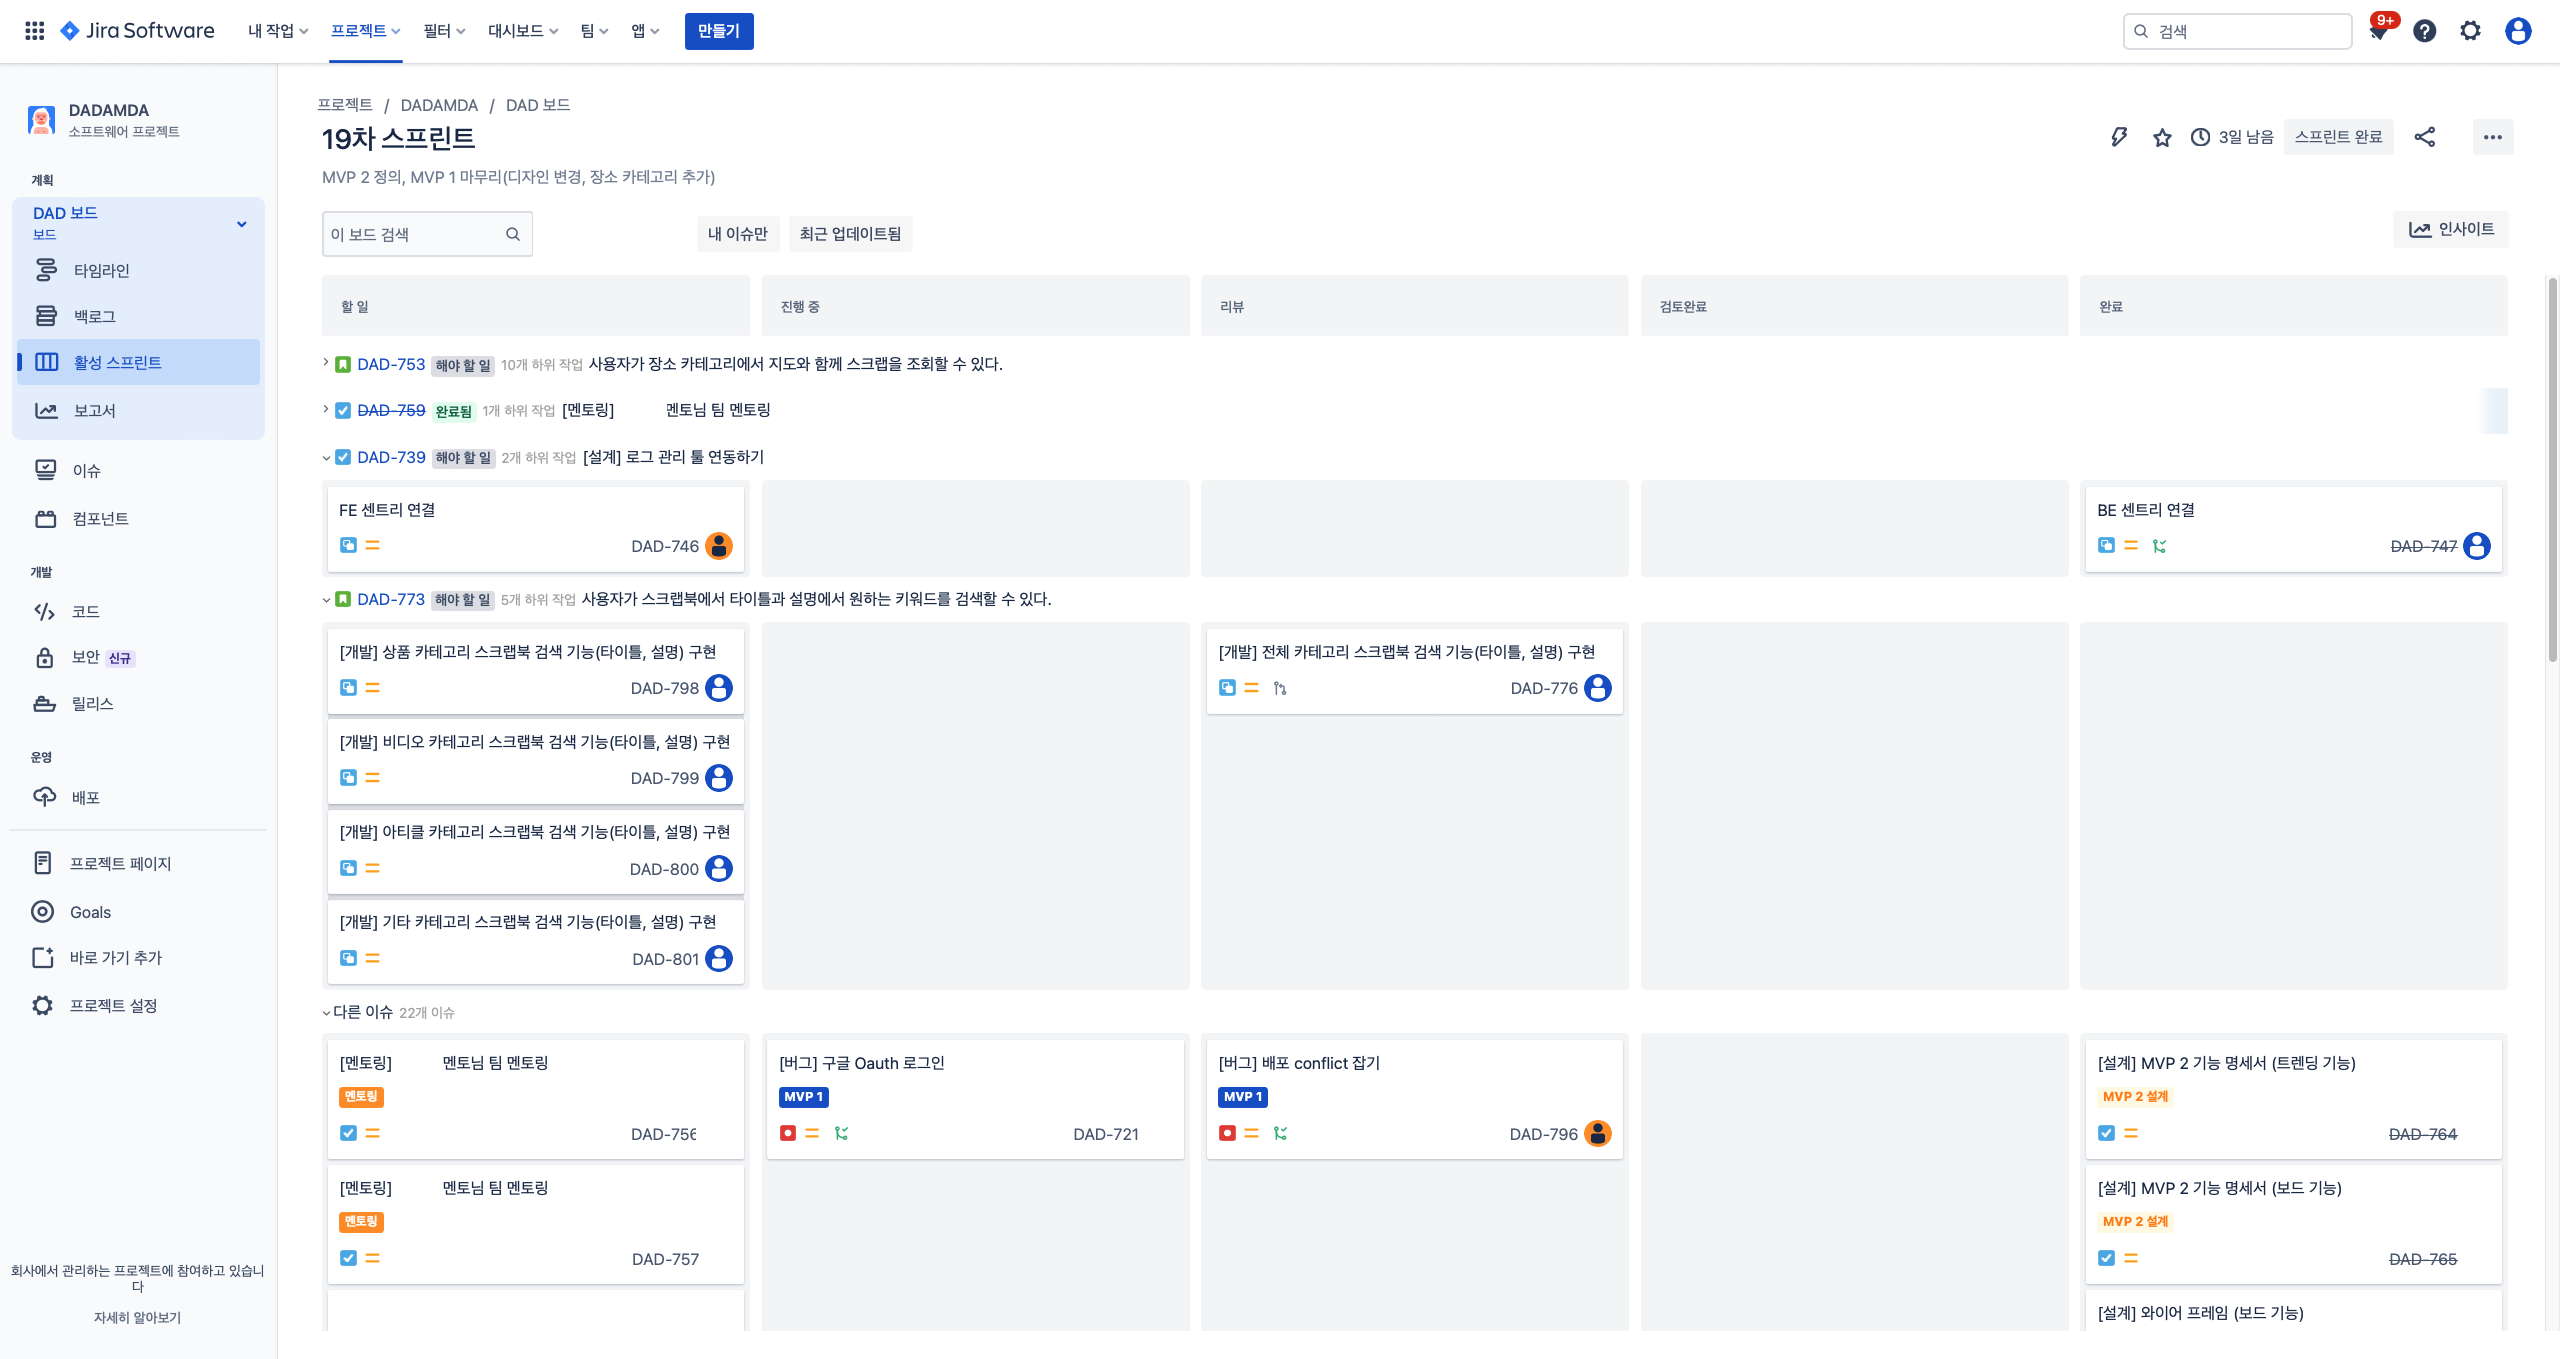 Jira Software 내 작업 프로젝트 필터 대시보드 팀 앱 만들기 검색 9+
DADAMDA
소프트웨어 프로젝트
계획
DAD 보드
보드
타임라인
백로그
활성 스프린트
보고서
이슈
컴포넌트
개발
코드
보안 신규
릴리스
운영
배포
프로젝트 페이지
Goals
바로 가기 추가
프로젝트 설정
회사에서 관리하는 프로젝트에 참여하고 있습니
다
자세히 알아보기
프로젝트 / DADAMDA / DAD 보드
19차 스프린트
3일 남음 스프린트 완료
MVP 2 정의, MVP 1 마무리(디자인 변경, 장소 카테고리 추가)
이 보드 검색 내 이슈만 최근 업데이트됨 인사이트
할 일 진행 중 리뷰 검토완료 완료
DAD-753 해야 할 일 10개 하위 작업 사용자가 장소 카테고리에서 지도와 함께 스크랩을 조회할 수 있다.
DAD-759 완료됨 1개 하위 작업 [멘토링] 멘토님 팀 멘토링
DAD-739 해야 할 일 2개 하위 작업 [설계] 로그 관리 툴 연동하기
FE 센트리 연결
DAD-746
BE 센트리 연결
DAD-747
DAD-773 해야 할 일 5개 하위 작업 사용자가 스크랩북에서 타이틀과 설명에서 원하는 키워드를 검색할 수 있다.
[개발] 상품 카테고리 스크랩북 검색 기능(타이틀, 설명) 구현
DAD-798
[개발] 비디오 카테고리 스크랩북 검색 기능(타이틀, 설명) 구현
DAD-799
[개발] 아티클 카테고리 스크랩북 검색 기능(타이틀, 설명) 구현
DAD-800
[개발] 기타 카테고리 스크랩북 검색 기능(타이틀, 설명) 구현
DAD-801
[개발] 전체 카테고리 스크랩북 검색 기능(타이틀, 설명) 구현
DAD-776
다른 이슈 22개 이슈
[멘토링] 멘토님 팀 멘토링
멘토링
DAD-756
[멘토링] 멘토님 팀 멘토링
멘토링
DAD-757
[버그] 구글 Oauth 로그인
MVP 1
DAD-721
[버그] 배포 conflict 잡기
MVP 1
DAD-796
[설계] MVP 2 기능 명세서 (트렌딩 기능)
MVP 2 설계
DAD-764
[설계] MVP 2 기능 명세서 (보드 기능)
MVP 2 설계
DAD-765
[설계] 와이어 프레임 (보드 기능)